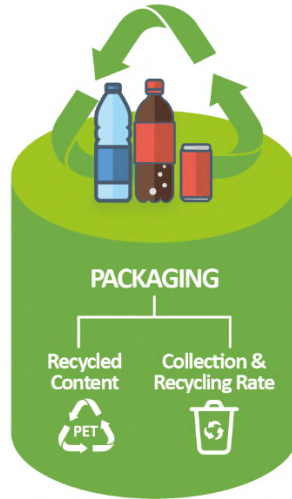 PACKAGING
Recycled
Content
Collection &
Recycling Rate
PET